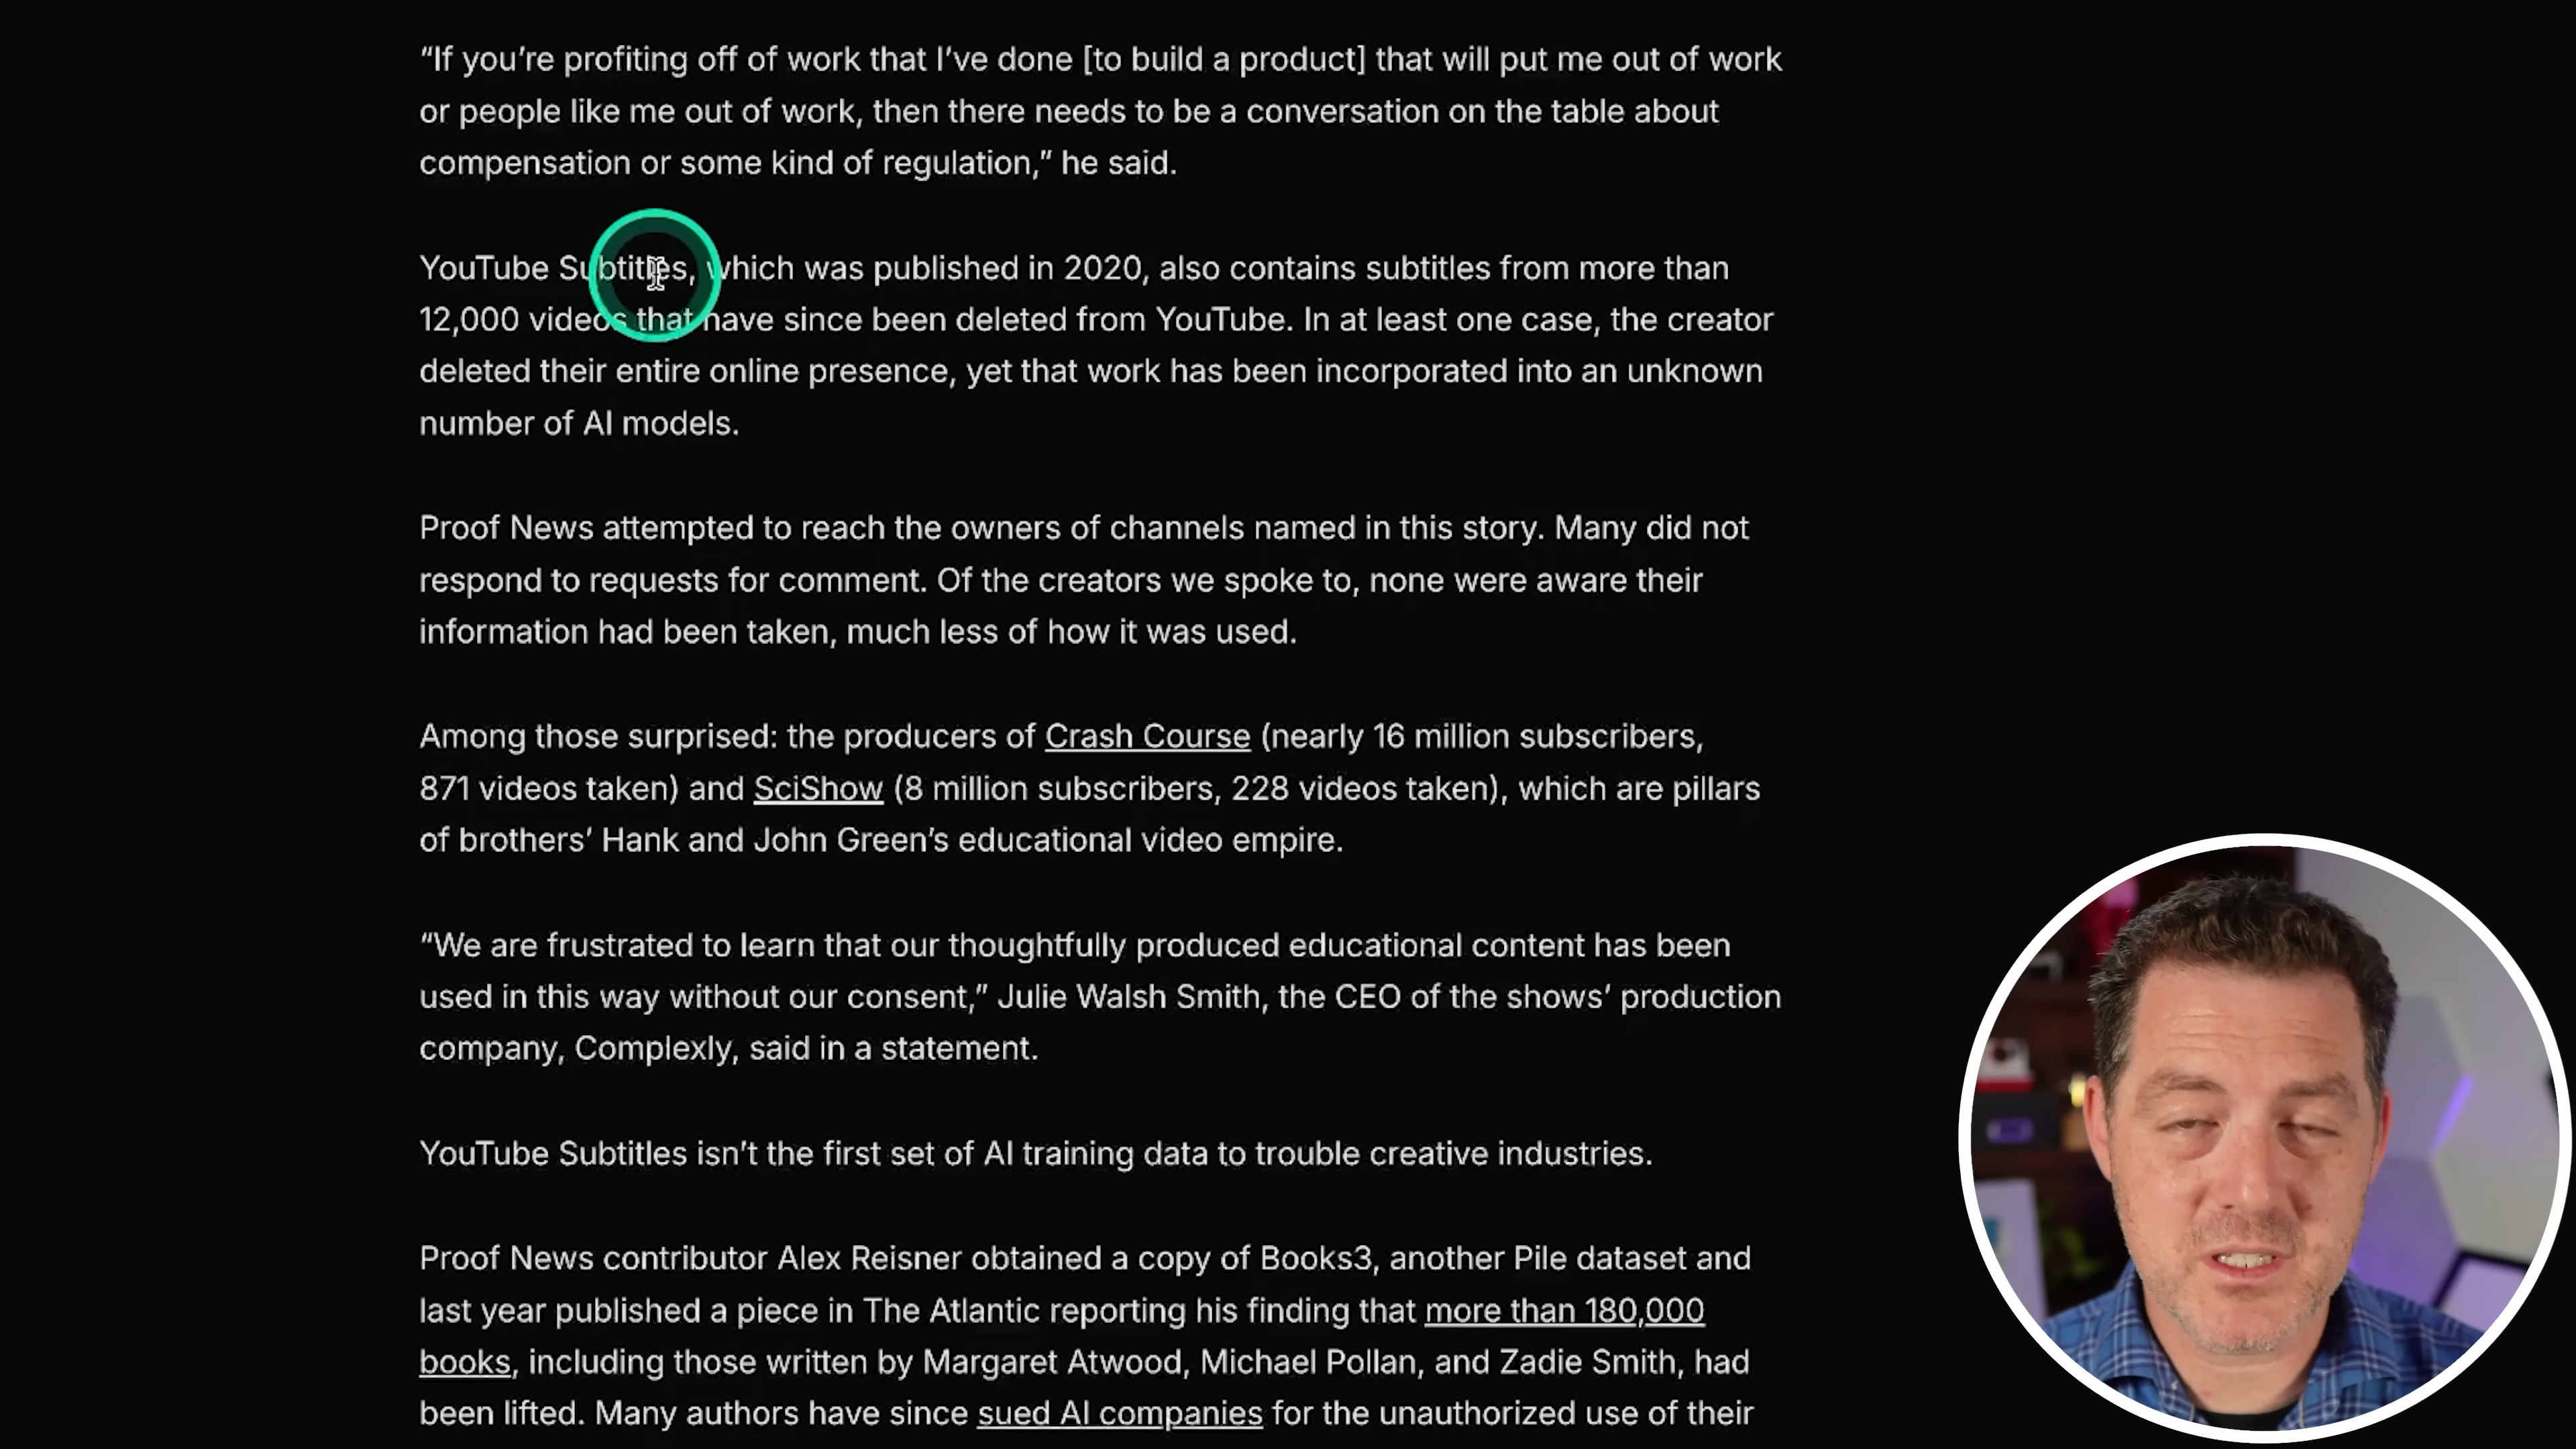 “If you’re profiting off of work that I’ve done [to build a product] that will put me out of work
or people like me out of work, then there needs to be a conversation on the table about
compensation or some kind of regulation,” he said.
YouTube Subtitles, which was published in 2020, also contains subtitles from more than
12,000 videos that have since been deleted from YouTube. In at least one case, the creator
deleted their entire online presence, yet that work has been incorporated into an unknown
number of AI models.
Proof News attempted to reach the owners of channels named in this story. Many did not
respond to requests for comment. Of the creators we spoke to, none were aware their
information had been taken, much less of how it was used.
Among those surprised: the producers of Crash Course (nearly 16 million subscribers,
871 videos taken) and SciShow (8 million subscribers, 228 videos taken), which are pillars
of brothers’ Hank and John Green’s educational video empire.
“We are frustrated to learn that our thoughtfully produced educational content has been
used in this way without our consent,” Julie Walsh Smith, the CEO of the shows’ production
company, Complexly, said in a statement.
YouTube Subtitles isn’t the first set of AI training data to trouble creative industries.
Proof News contributor Alex Reisner obtained a copy of Books3, another Pile dataset and
last year published a piece in The Atlantic reporting his finding that more than 180,000
books, including those written by Margaret Atwood, Michael Pollan, and Zadie Smith, had
been lifted. Many authors have since sued AI companies for the unauthorized use of their